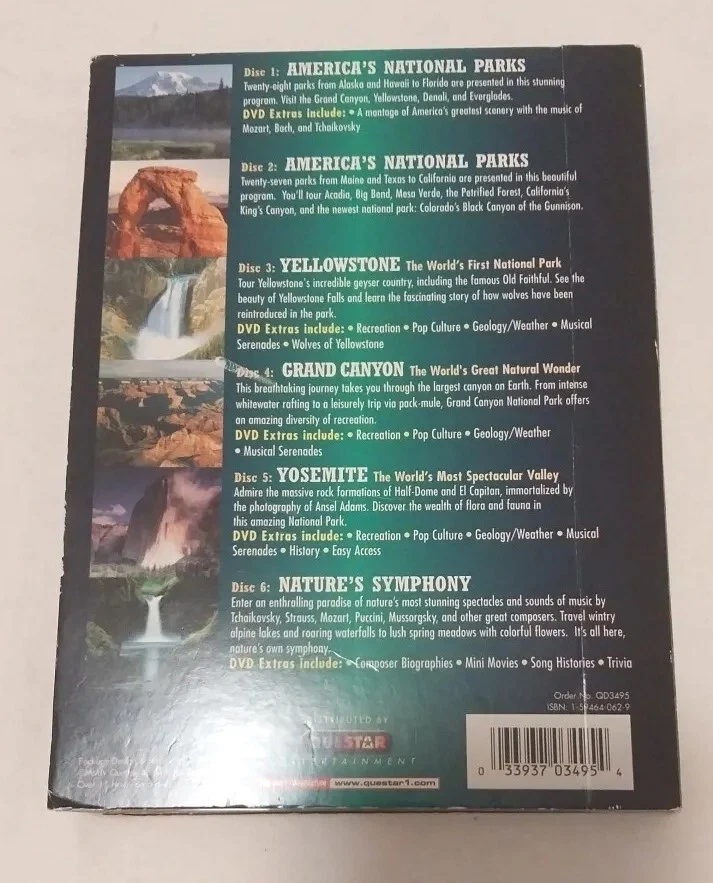 Disc 1: AMERICA'S NATIONAL PARKS
Twenty-eight parks from Alaska and Hawaii to Florida are presented in this stunning
program. Visit the Grand Canyon, Yellowstone, Denali, and Everglades.
DVD Extras include: • A montage of America's greatest scenery with the music of
Mozart, Bach, and Tchaikovsky
Disc 2: AMERICA'S NATIONAL PARKS
Twenty-seven parks from Maine and Texas to California are presented in this beautiful
program. You'll tour Acadia, Big Bend, Mesa Verde, the Petrified Forest, California's
King's Canyon, and the newest national park: Colorado's Black Canyon of the Gunnison.
Disc 3: YELLOWSTONE The World's First National Park
Tour Yellowstone's incredible geyser country, including the famous Old Faithful. See the
beauty of Yellowstone Falls and learn the fascinating story of how wolves have been
reintroduced in the park.
DVD Extras include: • Recreation • Pop Culture • Geology/Weather • Musical
Serenades • Wolves of Yellowstone
Disc 4: GRAND CANYON The World's Great Natural Wonder
This breathtaking journey takes you through the largest canyon on Earth. From intense
whitewater rafting to a leisurely trip via pack-mule, Grand Canyon National Park offers
an amazing diversity of recreation.
DVD Extras include: • Recreation • Pop Culture • Geology/Weather
• Musical Serenades
Disc 5: YOSEMITE The World's Most Spectacular Valley
Admire the massive rock formations of Half-Dome and El Capitan, immortalized by
the photography of Ansel Adams. Discover the wealth of flora and fauna in
this amazing National Park.
DVD Extras include: • Recreation • Pop Culture • Geology/Weather • Musical
Serenades • History • Easy Access
Disc 6: NATURE'S SYMPHONY
Enter an enthralling paradise of nature's most stunning spectacles and sounds of music by
Tchaikovsky, Strauss, Mozart, Puccini, Mussorgsky, and other great composers. Travel wintry
alpine lakes and roaring waterfalls to lush spring meadows with colorful flowers. It's all here,
nature's own symphony.
DVD Extras include: • Composer Biographies • Mini Movies • Song Histories • Trivia
Order No. QD3495
ISBN: 1-59464-062-9
DISTRIBUTED BY
QUESTAR
ENTERTAINMENT
www.questar1.com
0 33937 03495 4